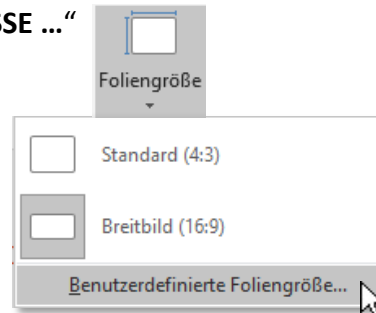 SSE ...“
Foliengröße
Standard (4:3)
Breitbild (16:9)
Benutzerdefinierte Foliengröße...